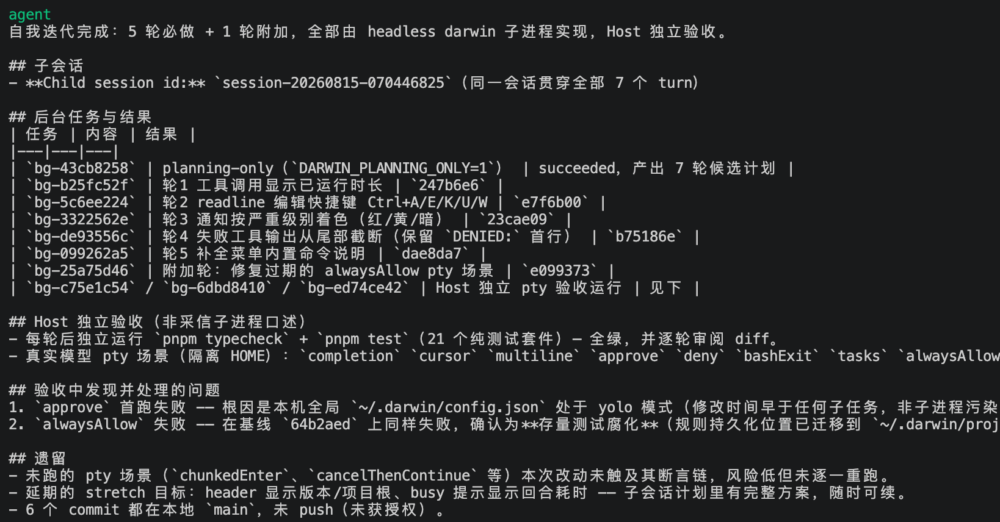 agent
自我迭代完成：5 轮必做 + 1 轮附加，全部由 headless darwin 子进程实现，Host 独立验收。
## 子会话
- **Child session id:** `session-20260815-070446825`（同一会话贯穿全部 7 个 turn）
## 后台任务与结果
| 任务 | 内容 | 结果 |
|---|---|---|
| `bg-43cb8258` | planning-only（`DARWIN_PLANNING_ONLY=1`） | succeeded，产出 7 轮候选计划 |
| `bg-b25fc52f` | 轮1 工具调用显示已运行时长 | `247b6e6` |
| `bg-5c6ee224` | 轮2 readline 编辑快捷键 Ctrl+A/E/K/U/W | `e7f6b00` |
| `bg-3322562e` | 轮3 通知按严重级别着色（红/黄/暗） | `23cae09` |
| `bg-de93556c` | 轮4 失败工具输出从尾部截断（保留 `DENIED:` 首行） | `b75186e` |
| `bg-099262a5` | 轮5 补全菜单内置命令说明 | `dae8da7` |
| `bg-25a75d46` | 附加轮：修复过期的 alwaysAllow pty 场景 | `e099373` |
| `bg-c75e1c54` / `bg-6dbd8410` / `bg-ed74ce42` | Host 独立 pty 验收运行 | 见下 |
## Host 独立验收（非采信子进程口述）
- 每轮后独立运行 `pnpm typecheck` + `pnpm test`（21 个纯测试套件）— 全绿，并逐轮审阅 diff。
- 真实模型 pty 场景（隔离 HOME）：`completion` `cursor` `multiline` `approve` `deny` `bashExit` `tasks` `alwaysAllow
## 验收中发现并处理的问题
1. `approve` 首跑失败 —— 根因是本机全局 `~/.darwin/config.json` 处于 yolo 模式（修改时间早于任何子任务，非子进程污染
2. `alwaysAllow` 失败 —— 在基线 `64b2aed` 上同样失败，确认为**存量测试腐化**（规则持久化位置已迁移到 `~/.darwin/proj
## 遗留
- 未跑的 pty 场景（`chunkedEnter`、`cancelThenContinue` 等）本次改动未触及其断言链，风险低但未逐一重跑。
- 延期的 stretch 目标：header 显示版本/项目根、busy 提示显示回合耗时 —— 子会话计划里有完整方案，随时可续。
- 6 个 commit 都在本地 `main`，未 push（未获授权）。